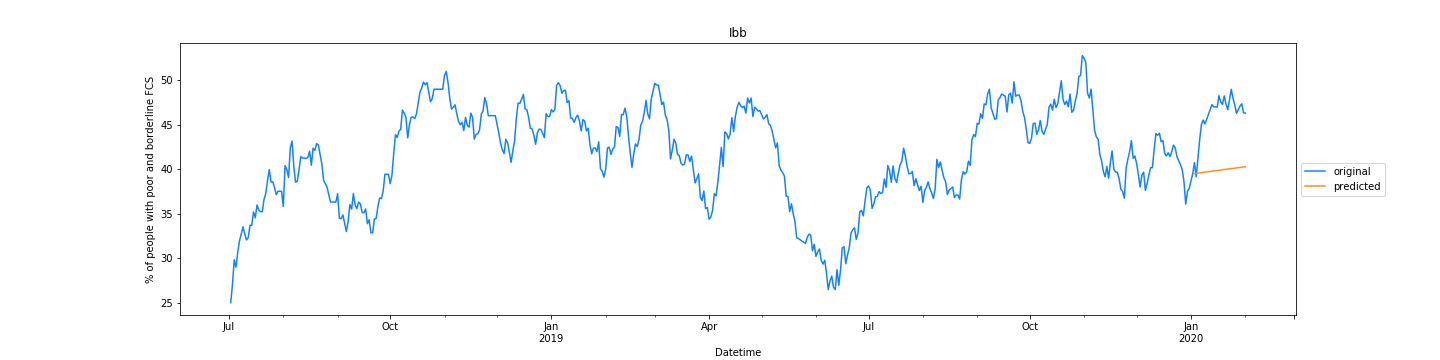 Ibb
% of people with poor and borderline FCS
50
45
40
35
30
25
Jul
Oct
Jan
2019
Apr
Jul
Oct
Jan
2020
Datetime
original
predicted